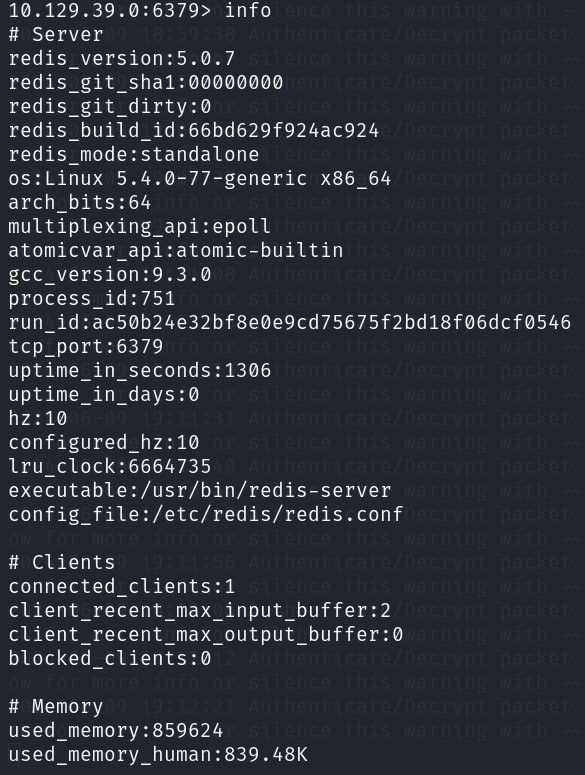 10.129.39.0:6379> info
# Server
redis_version:5.0.7
redis_git_sha1:00000000
redis_git_dirty:0
redis_build_id:66bd629f924ac924
redis_mode:standalone
os:Linux 5.4.0-77-generic x86_64
arch_bits:64
multiplexing_api:epoll
atomicvar_api:atomic-builtin
gcc_version:9.3.0
process_id:751
run_id:ac50b24e32bf8e0e9cd75675f2bd18f06dcf0546
tcp_port:6379
uptime_in_seconds:1306
uptime_in_days:0
hz:10
configured_hz:10
lru_clock:6664735
executable:/usr/bin/redis-server
config_file:/etc/redis/redis.conf
# Clients
connected_clients:1
client_recent_max_input_buffer:2
client_recent_max_output_buffer:0
blocked_clients:0
# Memory
used_memory:859624
used_memory_human:839.48K